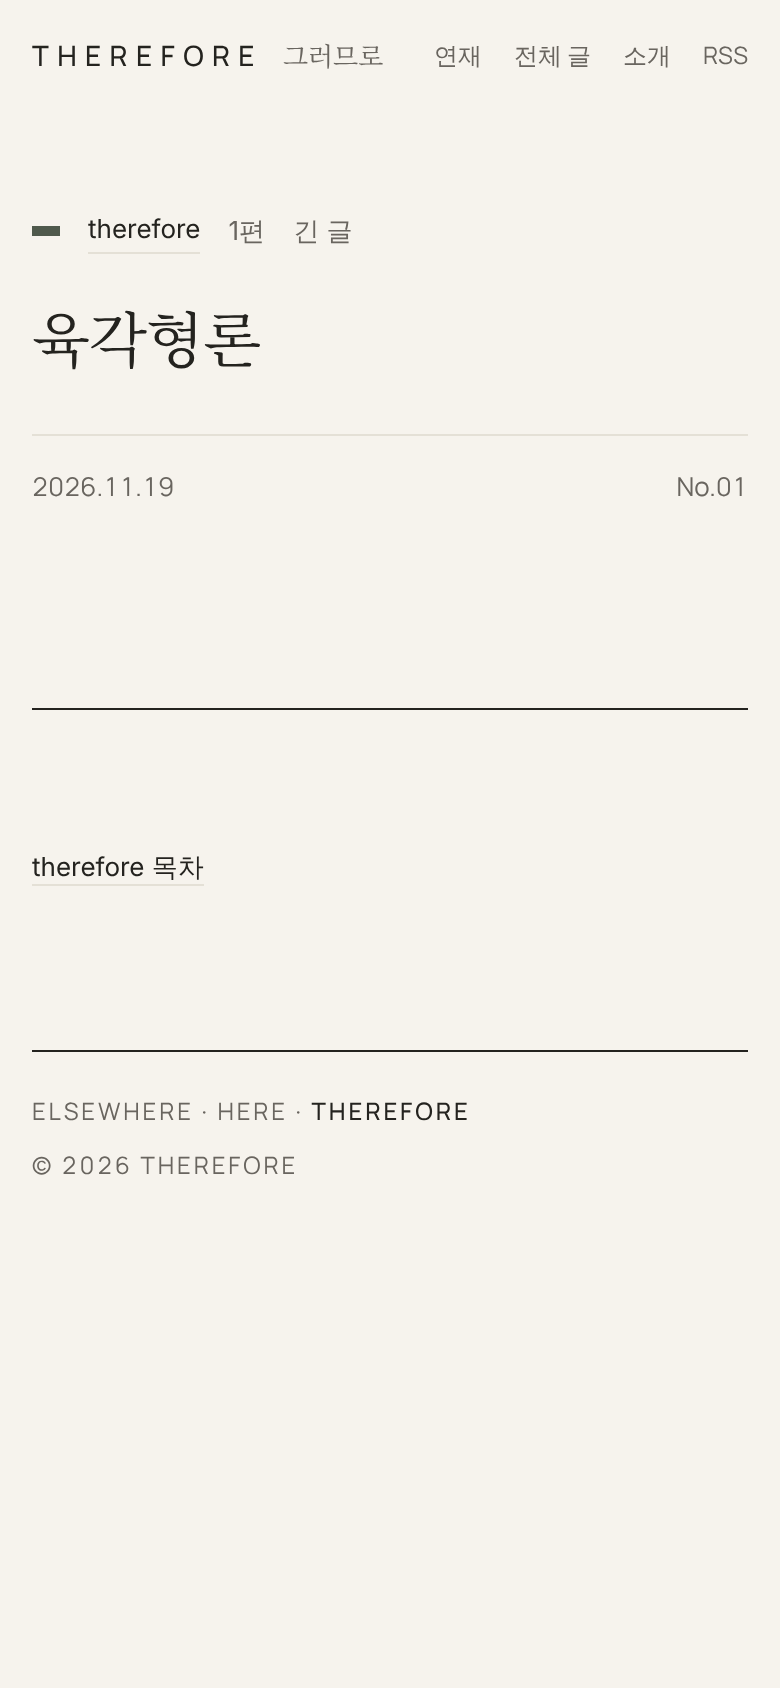 THEREFORE 그러므로 연재 전체 글 소개 RSS
therefore 1편 긴 글
육각형론
2026.11.19 No.01
therefore 목차
ELSEWHERE · HERE · THEREFORE
© 2026 THEREFORE